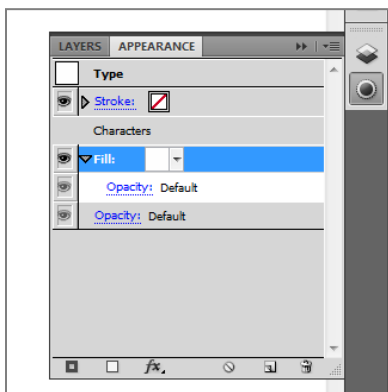 LAYERS APPEARANCE
Type
Stroke:
Characters
Fill:
Opacity: Default
Opacity: Default
fx